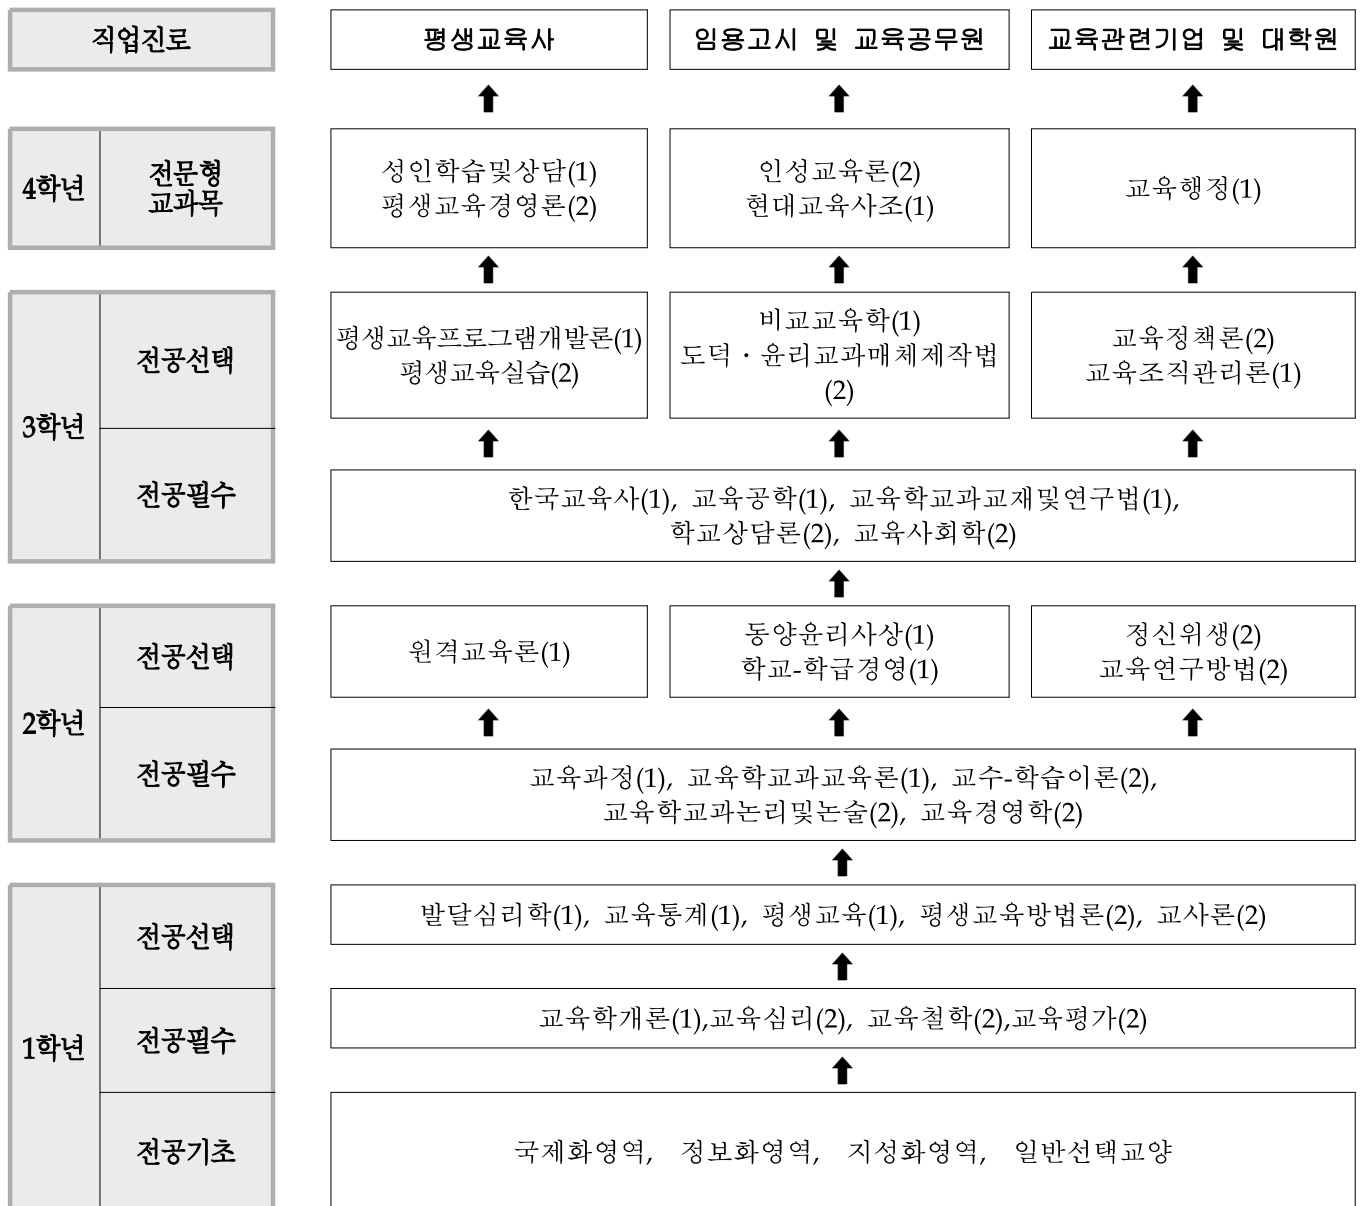 직업진로
평생교육사
임용고시 및 교육공무원
교육관련기업 및 대학원
4학년
전문형
교과목
성인학습및상담(1)
평생교육경영론(2)
인성교육론(2)
현대교육사조(1)
교육행정(1)
3학년
전공선택
평생교육프로그램개발론(1)
평생교육실습(2)
비교교육학(1)
도덕・윤리교과매체제작법
(2)
교육정책론(2)
교육조직관리론(1)
전공필수
한국교육사(1), 교육공학(1), 교육학교과교재및연구법(1),
학교상담론(2), 교육사회학(2)
2학년
전공선택
원격교육론(1)
동양윤리사상(1)
학교-학급경영(1)
정신위생(2)
교육연구방법(2)
전공필수
교육과정(1), 교육학교과교육론(1), 교수-학습이론(2),
교육학교과논리및논술(2), 교육경영학(2)
1학년
전공선택
발달심리학(1), 교육통계(1), 평생교육(1), 평생교육방법론(2), 교사론(2)
전공필수
교육학개론(1),교육심리(2), 교육철학(2),교육평가(2)
전공기초
국제화영역, 정보화영역, 지성화영역, 일반선택교양